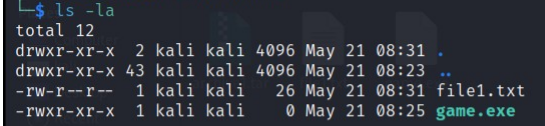 └─$ ls -la
total 12
drwxr-xr-x  2 kali kali 4096 May 21 08:31 .
drwxr-xr-x 43 kali kali 4096 May 21 08:23 ..
-rw-r--r--  1 kali kali   26 May 21 08:31 file1.txt
-rwxr-xr-x  1 kali kali    0 May 21 08:25 game.exe